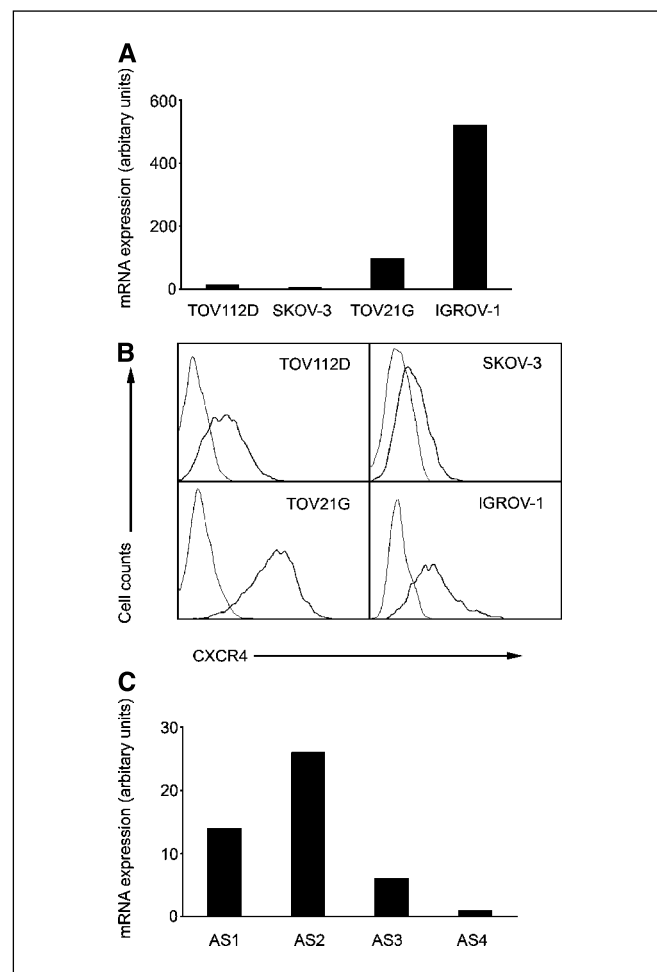 A
mRNA expression (arbitary units)
600
400
200
0
TOV112D SKOV-3 TOV21G IGROV-1
B
Cell counts
TOV112D
SKOV-3
TOV21G
IGROV-1
CXCR4
C
mRNA expression (arbitary units)
30
20
10
0
AS1 AS2 AS3 AS4